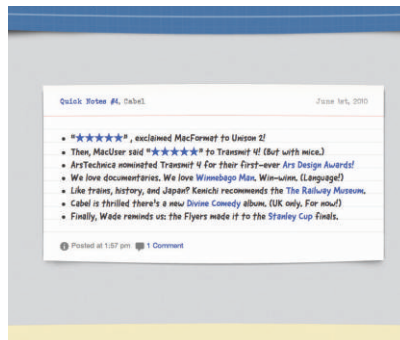 Quick Notes #4, Cabel June 1st, 2010
• "★★★★★", exclaimed MacFormat to Unison 2!
• Then, MacUser said "★★★★★" to Transmit 4! (But with mice.)
• ArsTechnica nominated Transmit 4 for their first-ever Ars Design Awards!
• We love documentaries. We love Winnebago Man. Win-winn. (Language!)
• Like trains, history, and Japan? Kenichi recommends the The Railway Museum.
• Cabel is thrilled there's a new Divine Comedy album. (UK only. For now!)
• Finally, Wade reminds us: the Flyers made it to the Stanley Cup finals.
Posted at 1:57 pm 1 Comment